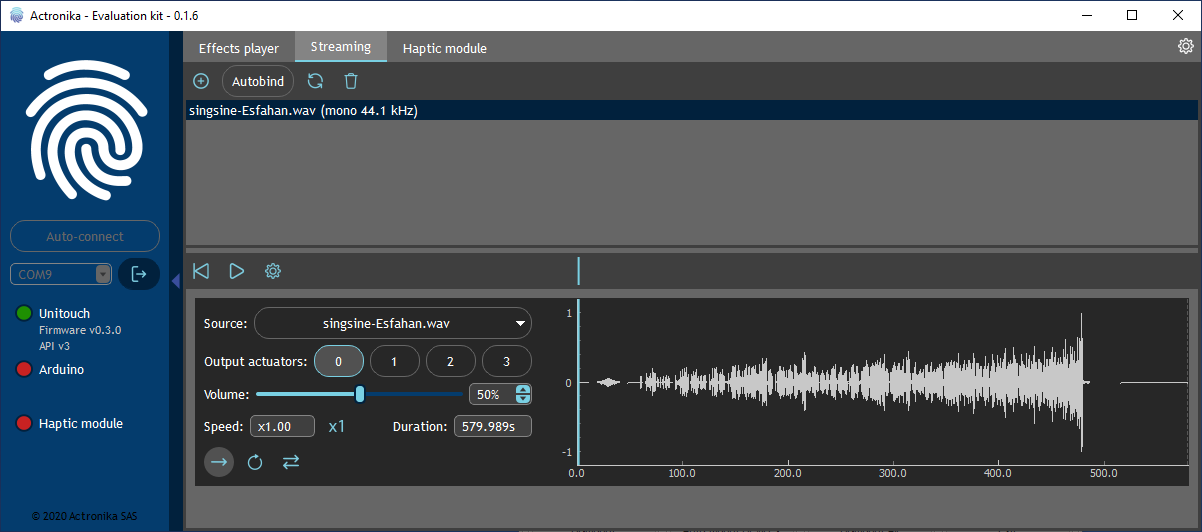 Actronika - Evaluation kit - 0.1.6
Effects player Streaming Haptic module
Autobind
singsine-Esfahan.wav (mono 44.1 kHz)
Auto-connect
COM9
Unitouch
Firmware v0.3.0
API v3
Arduino
Haptic module
© 2020 Actronika SAS
Source: singsine-Esfahan.wav
Output actuators: 0 1 2 3
Volume: 50%
Speed: x1.00 x1 Duration: 579.989s
1
0
-1
0.0 100.0 200.0 300.0 400.0 500.0